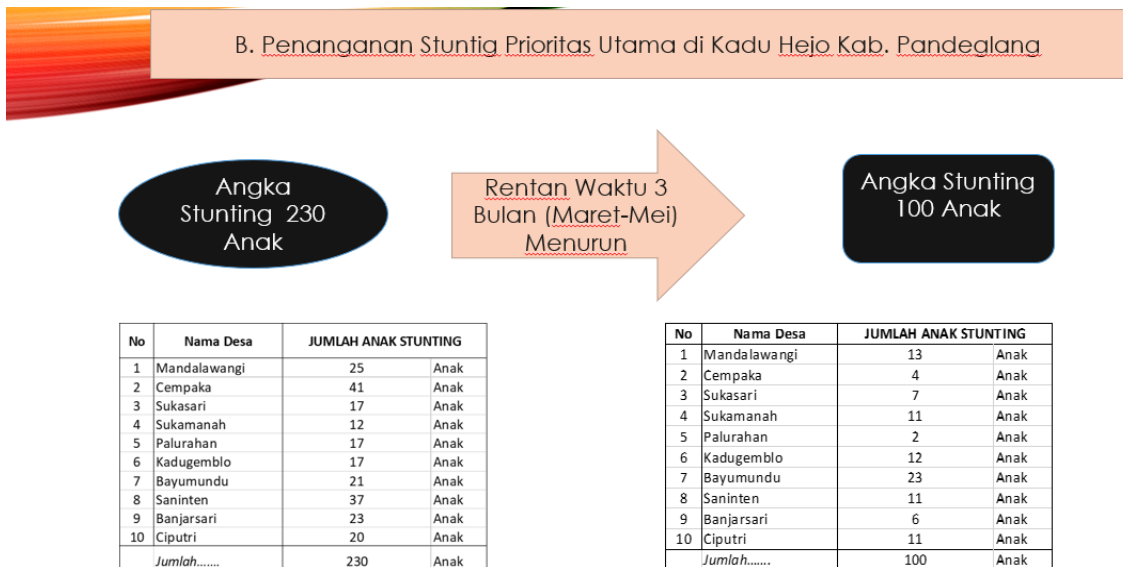 B. Penanganan Stuntig Prioritas Utama di Kadu Hejo Kab. Pandeglang
Angka
Stunting 230
Anak
Rentan Waktu 3
Bulan (Maret-Mei)
Menurun
Angka Stunting
100 Anak
No Nama Desa JUMLAH ANAK STUNTING
1 Mandalawangi 25 Anak
2 Cempaka 41 Anak
3 Sukasari 17 Anak
4 Sukamanah 12 Anak
5 Palurahan 17 Anak
6 Kadugemblo 17 Anak
7 Bayumundu 21 Anak
8 Saninten 37 Anak
9 Banjarsari 23 Anak
10 Ciputri 20 Anak
Jumlah....... 230 Anak
No Nama Desa JUMLAH ANAK STUNTING
1 Mandalawangi 13 Anak
2 Cempaka 4 Anak
3 Sukasari 7 Anak
4 Sukamanah 11 Anak
5 Palurahan 2 Anak
6 Kadugemblo 12 Anak
7 Bayumundu 23 Anak
8 Saninten 11 Anak
9 Banjarsari 6 Anak
10 Ciputri 11 Anak
Jumlah....... 100 Anak